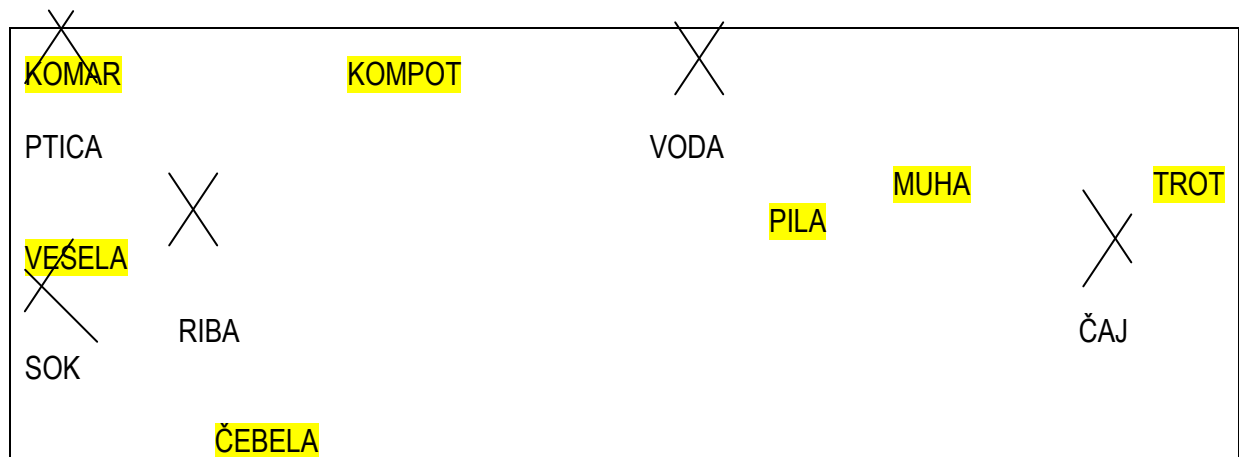 KOMAR KOMPOT
PTICA VODA
MUHA TROT
PILA
VESELA
RIBA ČAJ
SOK
ČEBELA